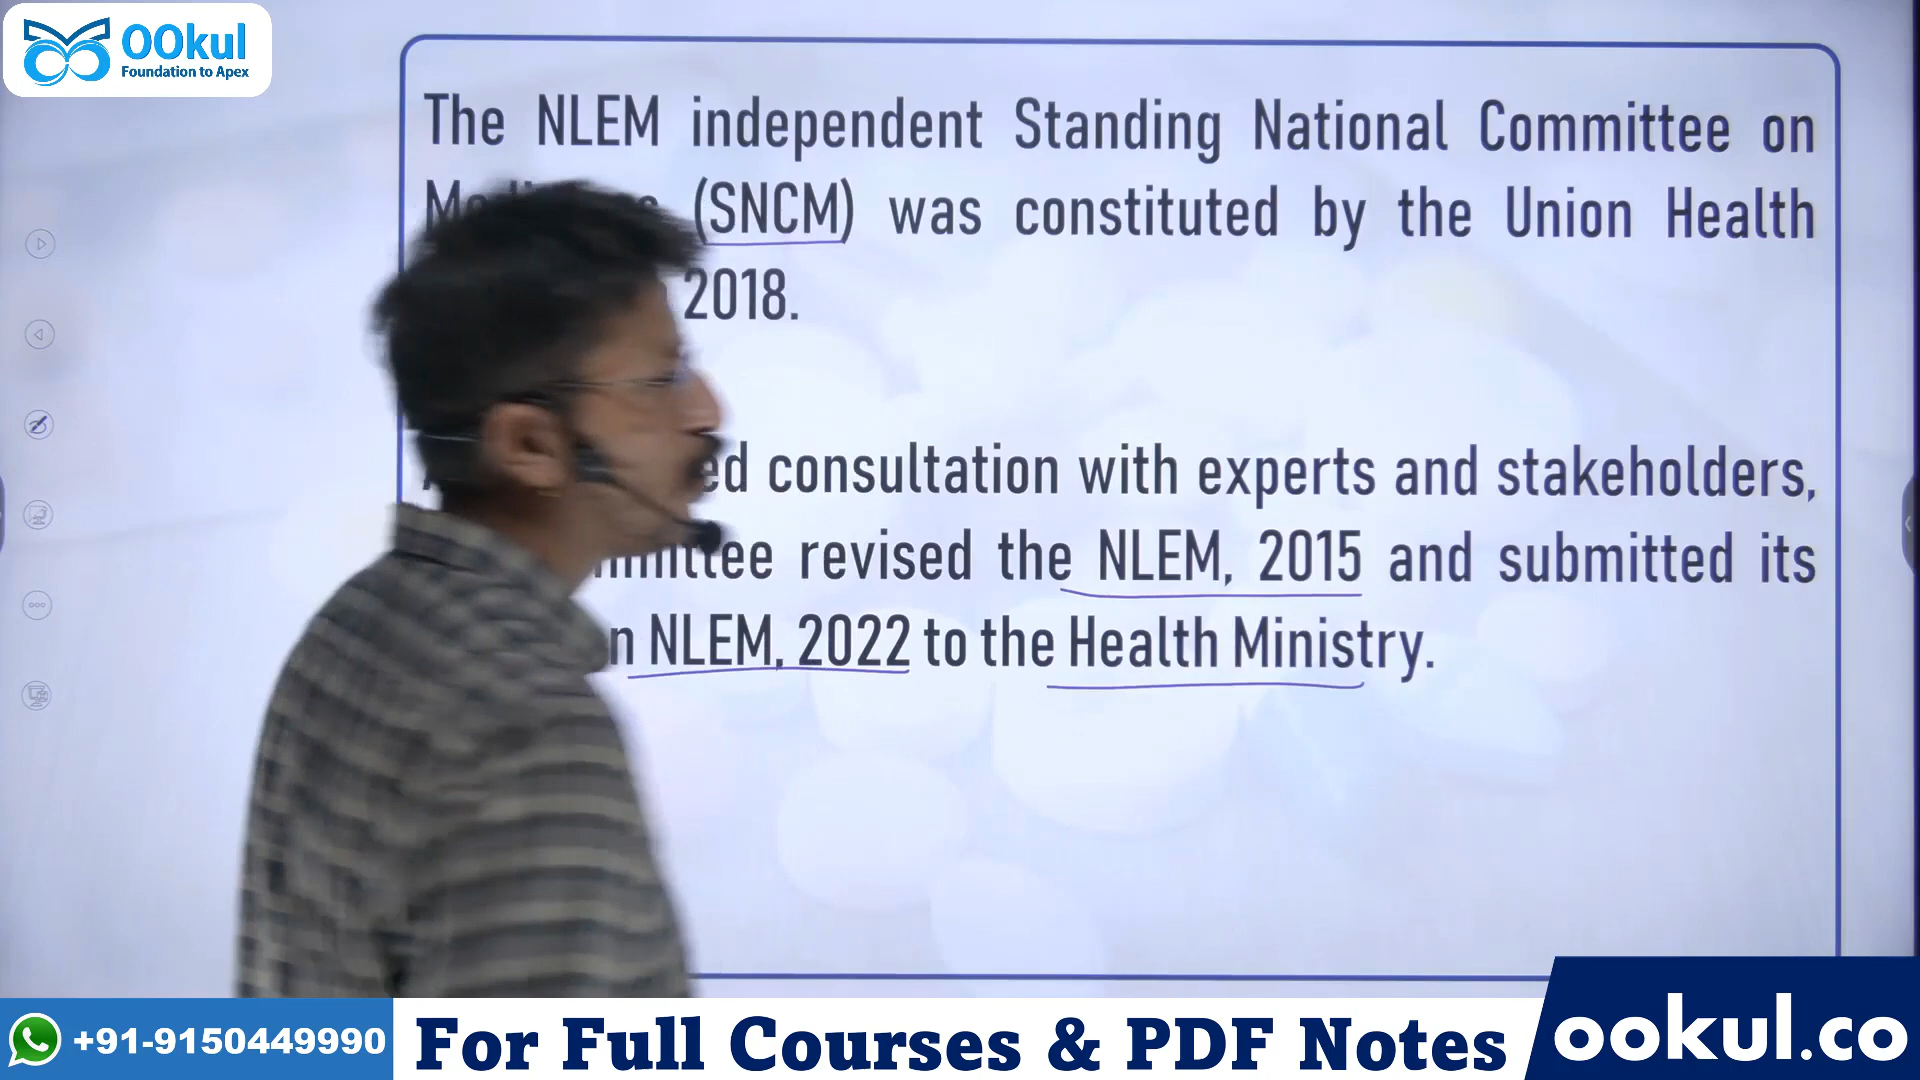 OOkul
Foundation to Apex
The NLEM independent Standing National Committee on
(SNCM) was constituted by the Union Health
2018.
consultation with experts and stakeholders,
revised the NLEM, 2015 and submitted its
NLEM, 2022 to the Health Ministry.
+91-9150449990
For Full Courses & PDF Notes
ookul.co